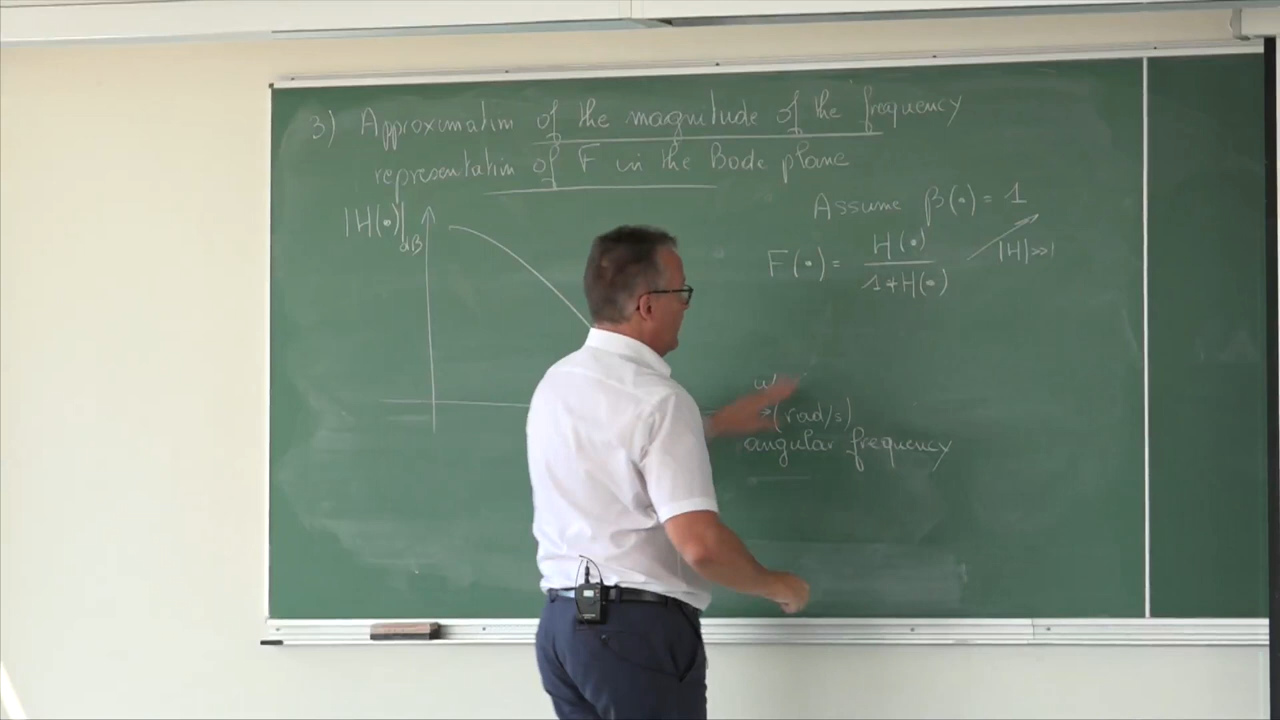 3) Approximation of the magnitude of the frequency
representation of F in the Bode plane
Assume β(•) = 1
|H(•)|dB
F(•) = H(•) / 1+H(•)
|H|>>1
w
(rad/s)
angular frequency